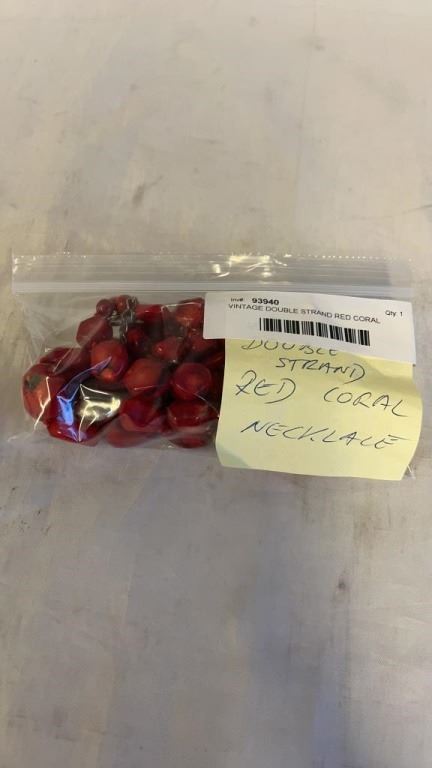 Inv#: 93940 Qty. 1
VINTAGE DOUBLE STRAND RED CORAL
DOUBLE
STRAND
RED CORAL
NECKLACE